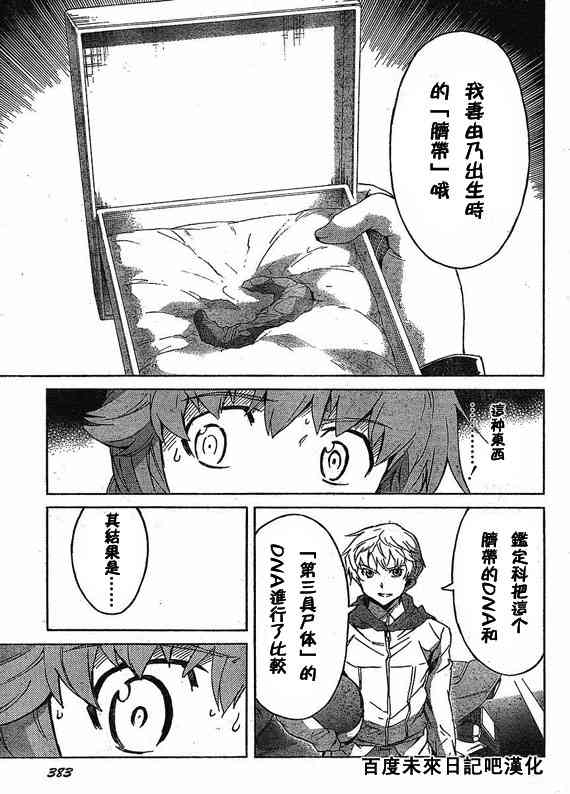 我妻由乃出生時
的「臍帶」哦
這种東西
………！
鑑定科把這个
臍帶的DNA和
「第三具尸体」的
DNA進行了比較
其結果是
………
383
百度未來日記吧漢化